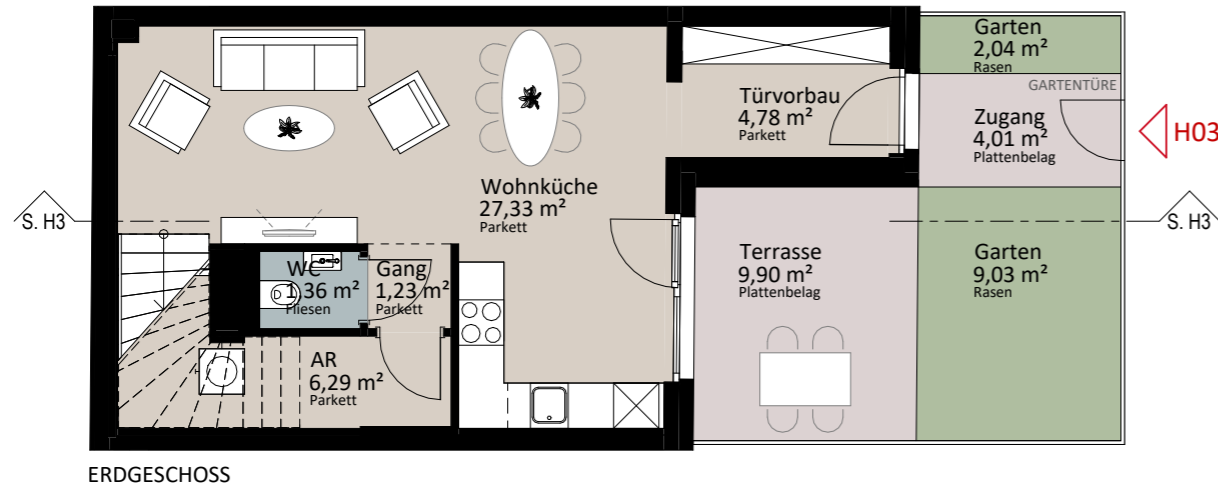 Garten
2,04 m²
Rasen
GARTENTÜRE
Türvorbau
4,78 m²
Parkett
Zugang
4,01 m²
Plattenbelag
H03
Wohnküche
27,33 m²
Parkett
S. H3
S. H3
Terrasse
9,90 m²
Plattenbelag
Garten
9,03 m²
Rasen
WC
1,36 m²
Fliesen
Gang
1,23 m²
Parkett
AR
6,29 m²
Parkett
ERDGESCHOSS